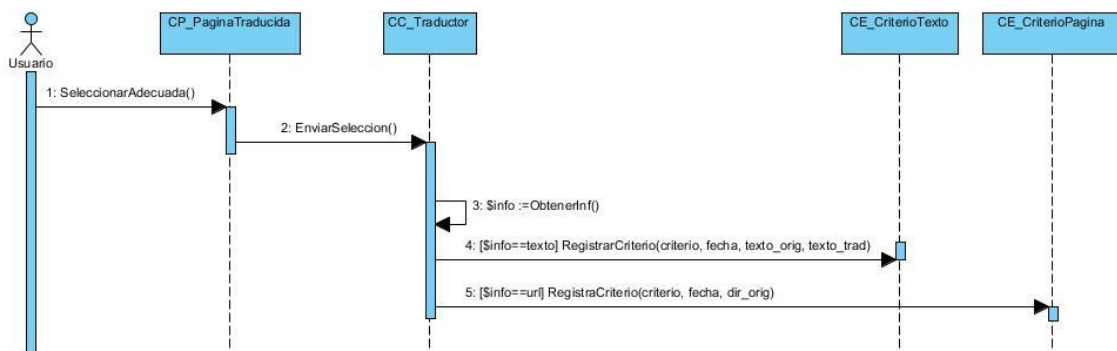 CP_PaginaTraducida
CC_Traductor
CE_CriterioTexto
CE_CriterioPagina
Usuario
1: SeleccionarAdecuada()
2: EnviarSeleccion()
3: $info :=ObtenerInf()
4: [$info==texto] RegistrarCriterio(criterio, fecha, texto_orig, texto_trad)
5: [$info==url] RegistraCriterio(criterio, fecha, dir_orig)